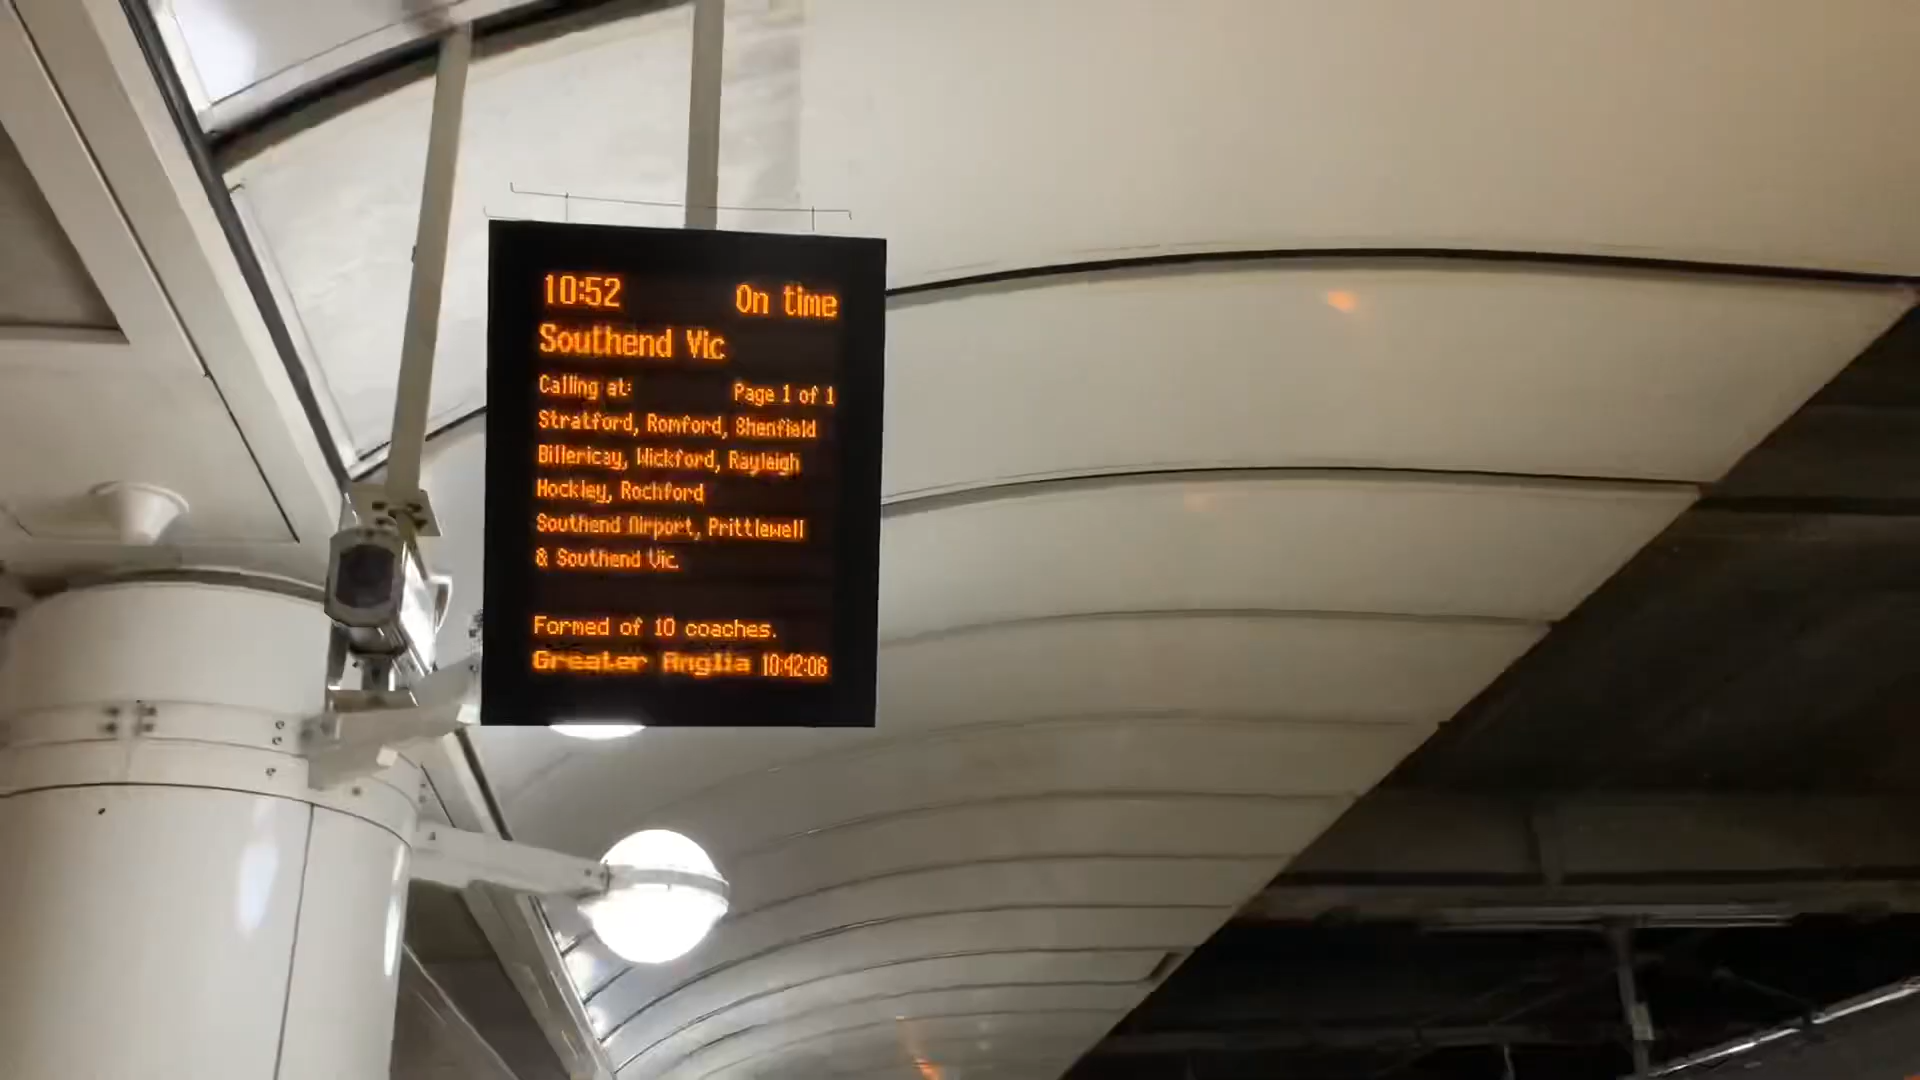 10:52 On time
Southend Vic
Calling at: Page 1 of 1
Stratford, Romford, Shenfield
Billericay, Wickford, Rayleigh
Hockley, Rochford
Southend Airport, Prittlewell
& Southend Vic.
Formed of 10 coaches.
Greater Anglia 10:42:06